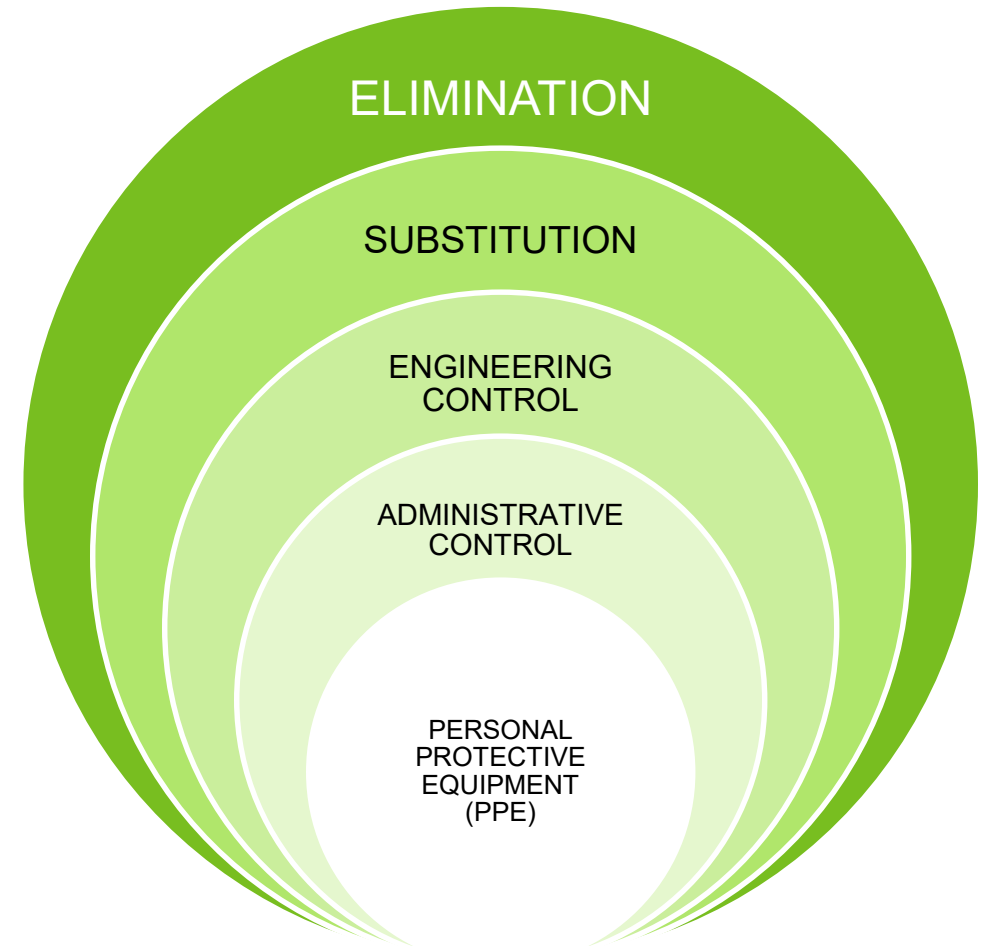 ELIMINATION
SUBSTITUTION
ENGINEERING
CONTROL
ADMINISTRATIVE
CONTROL
PERSONAL
PROTECTIVE
EQUIPMENT
(PPE)